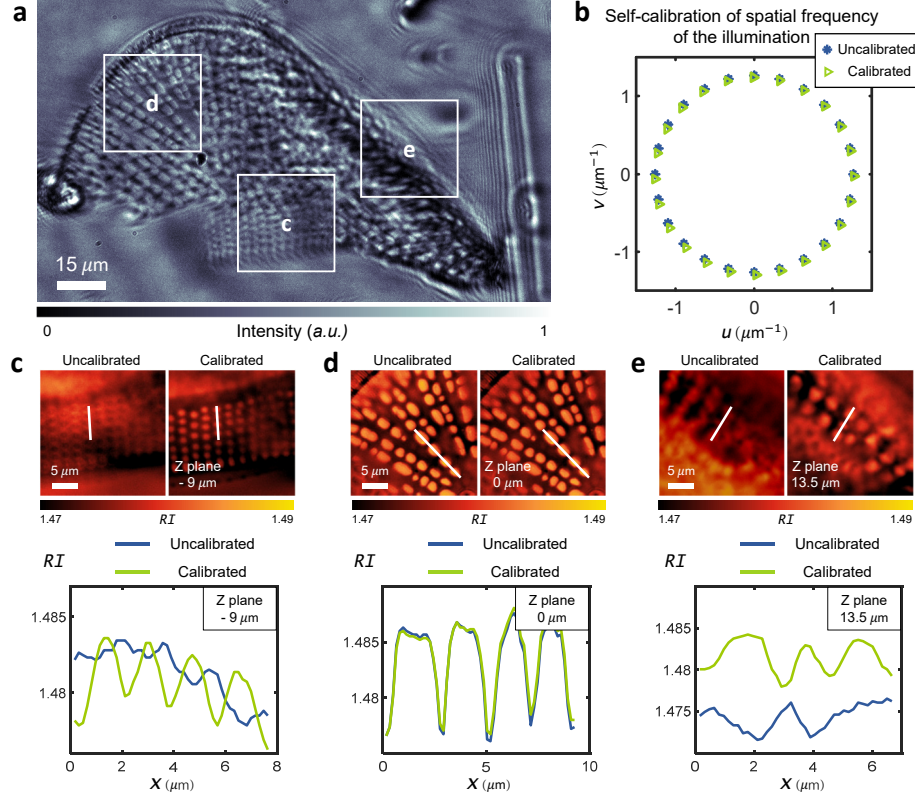 a
d
e
c
15 μm
0
Intensity (a.u.)
1
b
Self-calibration of spatial frequency
of the illumination
Uncalibrated
Calibrated
1
0
-1
v (μm⁻¹)
-1
0
1
u (μm⁻¹)
c
Uncalibrated
Calibrated
5 μm
Z plane
- 9 μm
1.47
RI
1.49
RI
Uncalibrated
Calibrated
Z plane
- 9 μm
1.485
1.48
0
2
4
6
8
X (μm)
d
Uncalibrated
Calibrated
5 μm
Z plane
0 μm
1.47
RI
1.49
RI
Uncalibrated
Calibrated
Z plane
0 μm
1.485
1.48
0
5
10
X (μm)
e
Uncalibrated
Calibrated
5 μm
Z plane
13.5 μm
1.47
RI
1.49
RI
Uncalibrated
Calibrated
Z plane
13.5 μm
1.485
1.48
1.475
0
2
4
6
X (μm)